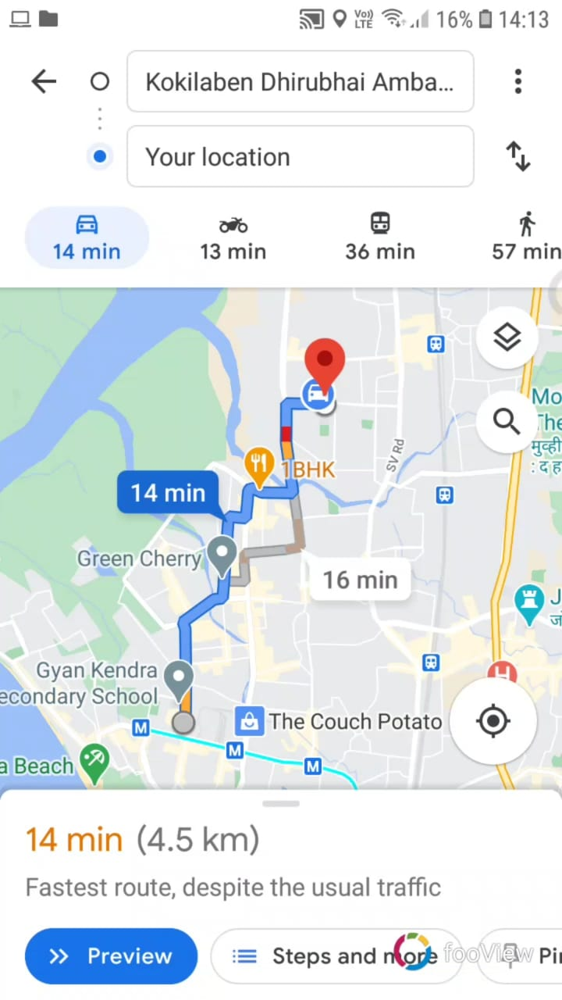 Vo))
LTE
16%
14:13
Kokilaben Dhirubhai Amba...
Your location
14 min
13 min
36 min
57 min
SV Rd
1BHK
14 min
Green Cherry
16 min
Gyan Kendra
econdary School
M
The Couch Potato
M
M
a Beach
H
Mo
The
मुव्ही
: द ह
J
14 min (4.5 km)
Fastest route, despite the usual traffic
Preview
Steps and more
fooView
Pi